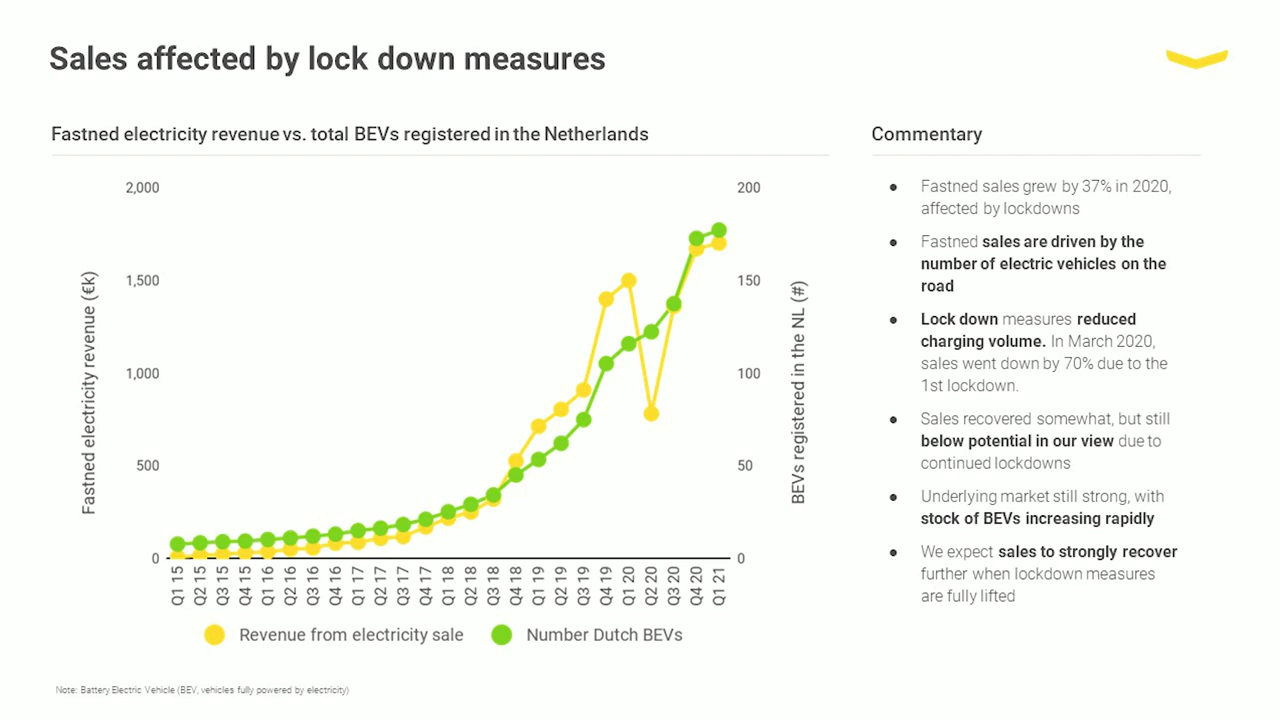 Sales affected by lock down measures
Fastned electricity revenue vs. total BEVs registered in the Netherlands
2,000
1,500
1,000
500
0
Fastned electricity revenue (€k)
200
150
100
50
0
BEVs registered in the NL (#)
Q1 15
Q2 15
Q3 15
Q4 15
Q1 16
Q2 16
Q3 16
Q4 16
Q1 17
Q2 17
Q3 17
Q4 17
Q1 18
Q2 18
Q3 18
Q4 18
Q1 19
Q2 19
Q3 19
Q4 19
Q1 20
Q2 20
Q3 20
Q4 20
Q1 21
Revenue from electricity sale
Number Dutch BEVs
Commentary
● Fastned sales grew by 37% in 2020,
affected by lockdowns
● Fastned sales are driven by the
number of electric vehicles on the
road
● Lock down measures reduced
charging volume. In March 2020,
sales went down by 70% due to the
1st lockdown.
● Sales recovered somewhat, but still
below potential in our view due to
continued lockdowns
● Underlying market still strong, with
stock of BEVs increasing rapidly
● We expect sales to strongly recover
further when lockdown measures
are fully lifted
Note: Battery Electric Vehicle (BEV, vehicles fully powered by electricity)